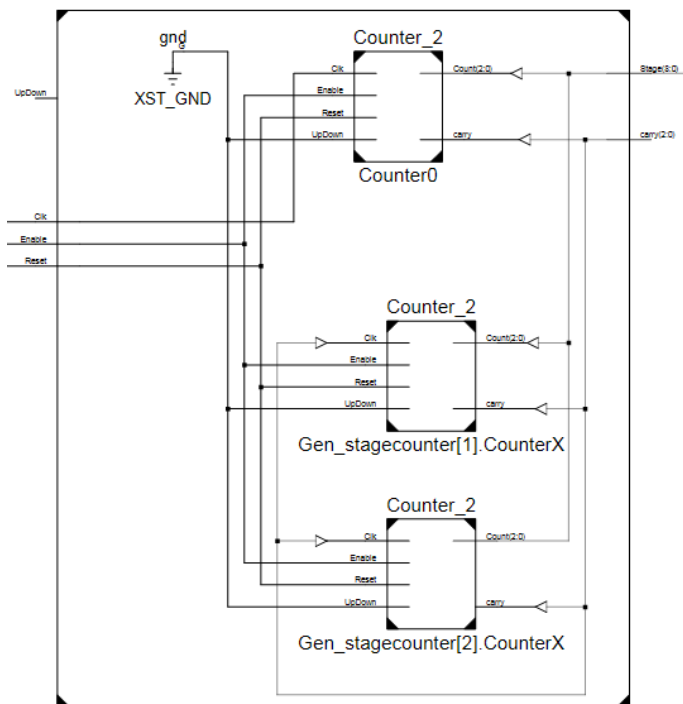 gnd
G
Counter_2
Clk
Count(2:0)
Stage(8:0)
UpDown
XST_GND
Enable
Reset
UpDown
carry
carry(2:0)
Counter0
Clk
Enable
Reset
Counter_2
Clk
Count(2:0)
Enable
Reset
UpDown
carry
Gen_stagecounter[1].CounterX
Counter_2
Clk
Count(2:0)
Enable
Reset
UpDown
carry
Gen_stagecounter[2].CounterX